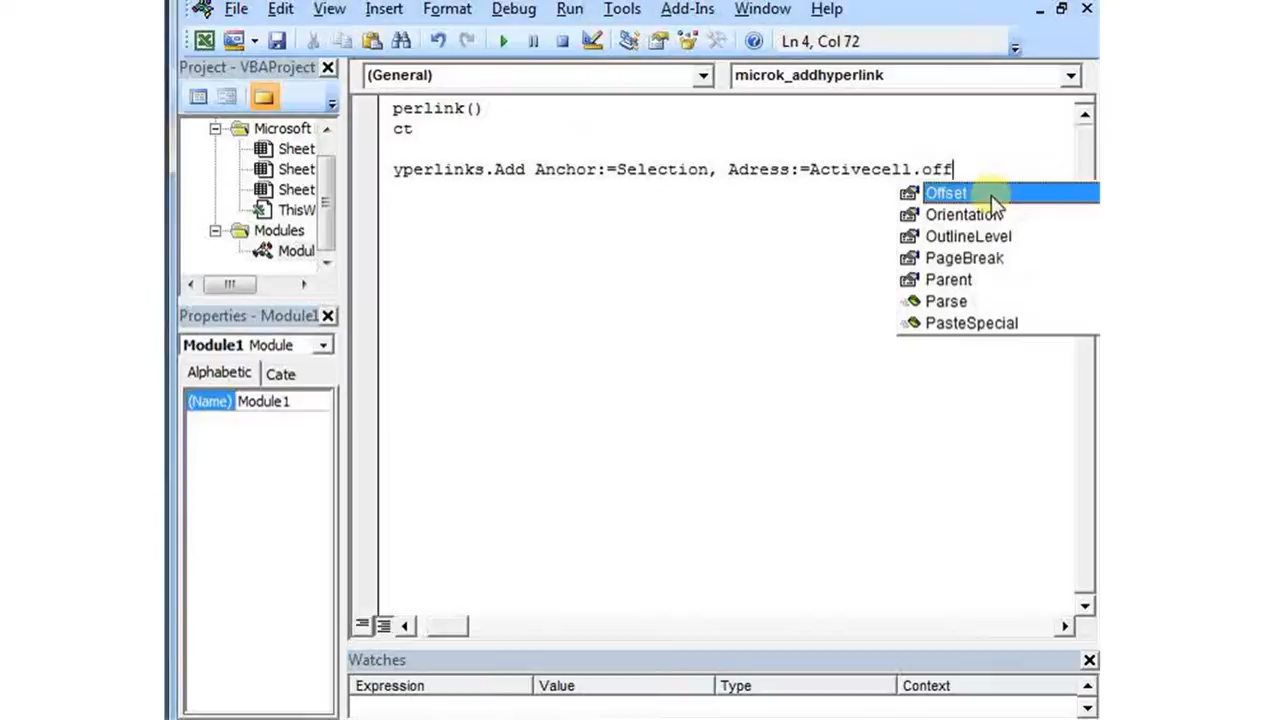 File Edit View Insert Format Debug Run Tools Add-Ins Window Help
Ln 4, Col 72
Project - VBAProject
(General)
microk_addhyperlink
perlink()
ct
yperlinks.Add Anchor:=Selection, Adress:=Activecell.off
Offset
Orientation
OutlineLevel
PageBreak
Parent
Parse
PasteSpecial
Microsoft
Sheet
Sheet
Sheet
ThisW
Modules
Modul
Properties - Module1
Module1 Module
Alphabetic Cate
(Name) Module1
Watches
Expression Value Type Context